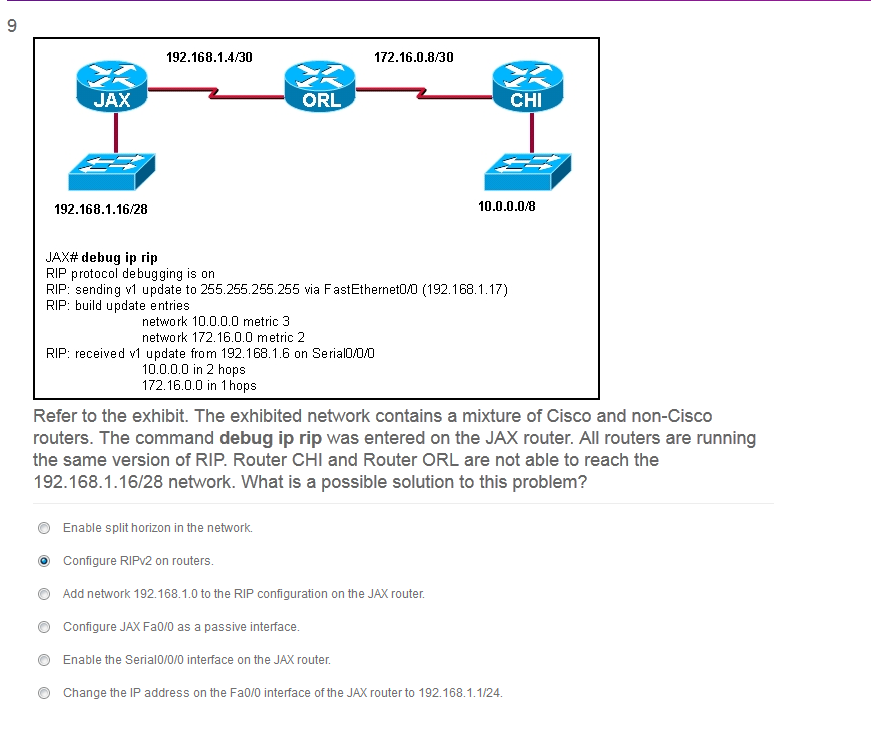 9
192.168.1.4/30 172.16.0.8/30
JAX ORL CHI
192.168.1.16/28 10.0.0.0/8
JAX# debug ip rip
RIP protocol debugging is on
RIP: sending v1 update to 255.255.255.255 via FastEthernet0/0 (192.168.1.17)
RIP: build update entries
network 10.0.0.0 metric 3
network 172.16.0.0 metric 2
RIP: received v1 update from 192.168.1.6 on Serial0/0/0
10.0.0.0 in 2 hops
172.16.0.0 in 1 hops
Refer to the exhibit. The exhibited network contains a mixture of Cisco and non-Cisco
routers. The command debug ip rip was entered on the JAX router. All routers are running
the same version of RIP. Router CHI and Router ORL are not able to reach the
192.168.1.16/28 network. What is a possible solution to this problem?
Enable split horizon in the network.
Configure RIPv2 on routers.
Add network 192.168.1.0 to the RIP configuration on the JAX router.
Configure JAX Fa0/0 as a passive interface.
Enable the Serial0/0/0 interface on the JAX router.
Change the IP address on the Fa0/0 interface of the JAX router to 192.168.1.1/24.